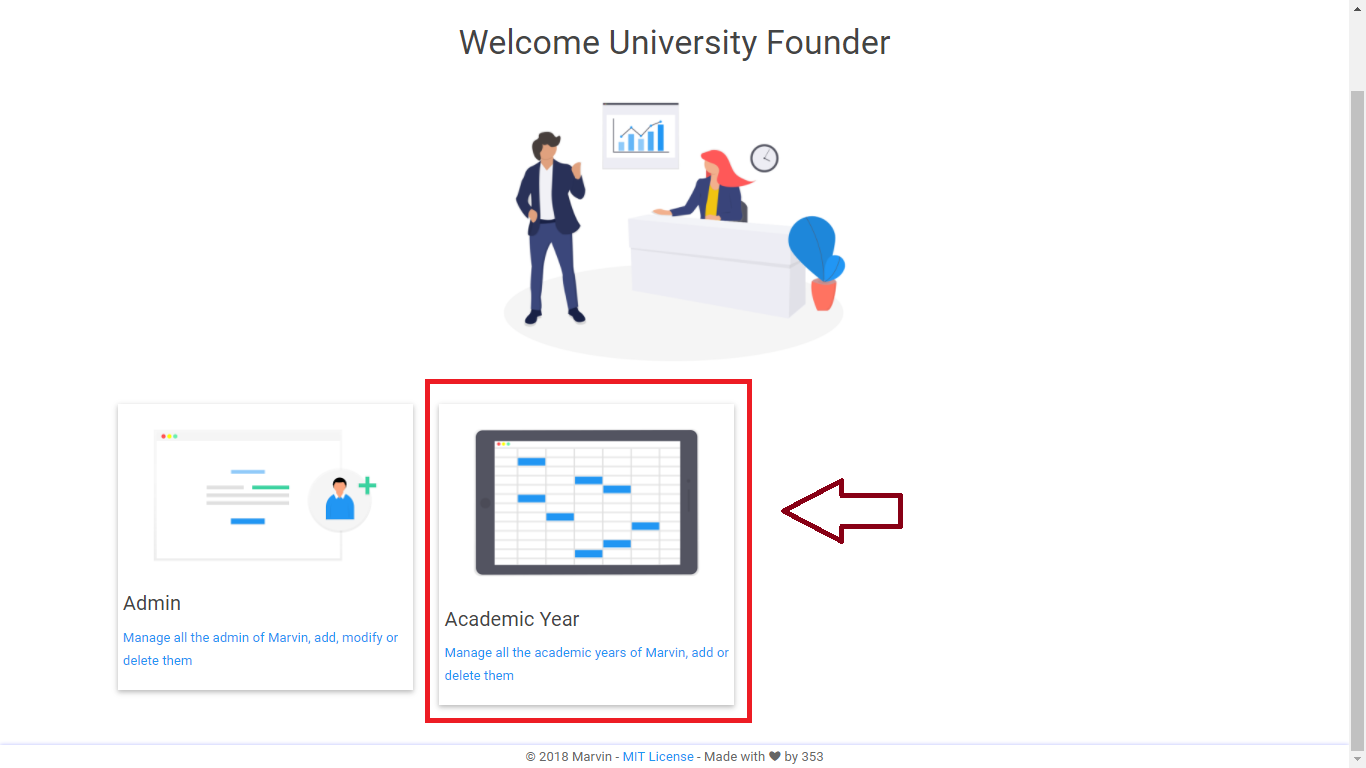 Welcome University Founder
Admin
Manage all the admin of Marvin, add, modify or
delete them
Academic Year
Manage all the academic years of Marvin, add or
delete them
© 2018 Marvin - MIT License - Made with ❤ by 353